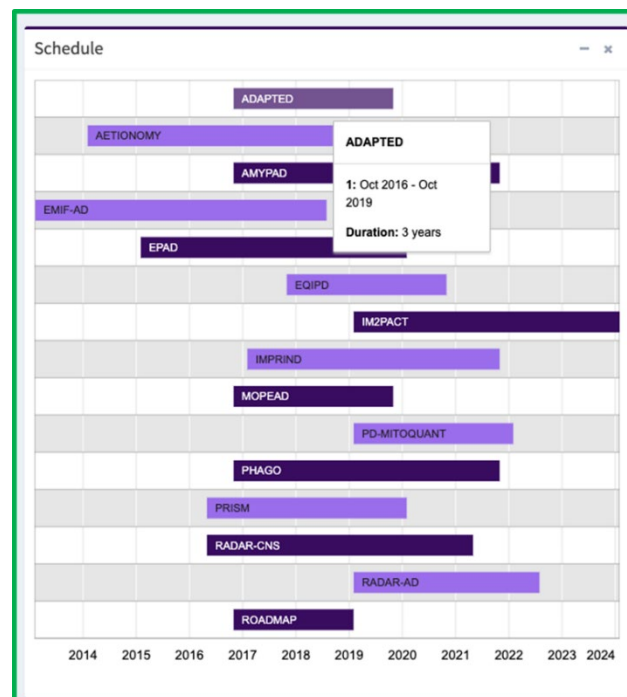 Schedule
ADAPTED
AETIONOMY
ADAPTED
1: Oct 2016 - Oct
2019
Duration: 3 years
AMYPAD
EMIF-AD
EPAD
EQIPD
IM2PACT
IMPRIND
MOPEAD
PD-MITOQUANT
PHAGO
PRISM
RADAR-CNS
RADAR-AD
ROADMAP
2014 2015 2016 2017 2018 2019 2020 2021 2022 2023 2024